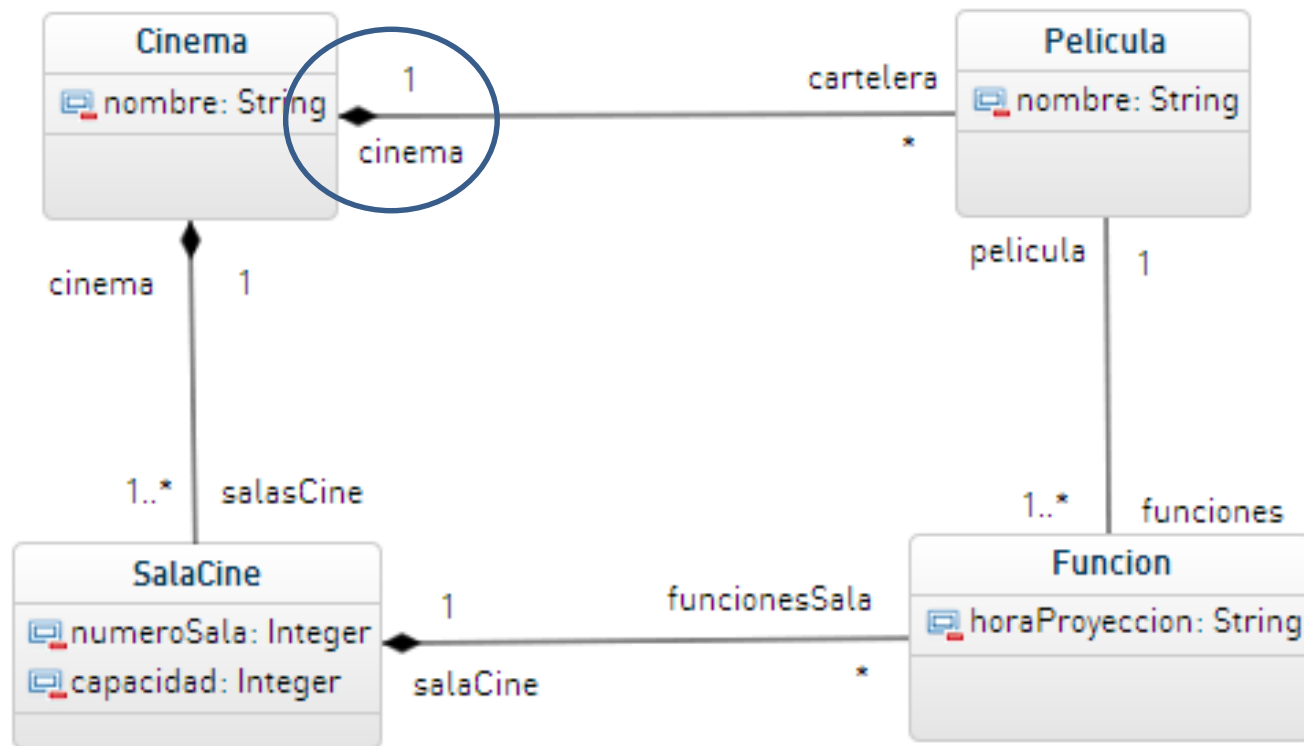 Cinema
nombre: String
1
cinema
cartelera
*
Pelicula
nombre: String
cinema
1
pelicula
1
1..*
salasCine
1..*
funciones
SalaCine
numeroSala: Integer
capacidad: Integer
1
salaCine
funcionesSala
*
Funcion
horaProyeccion: String